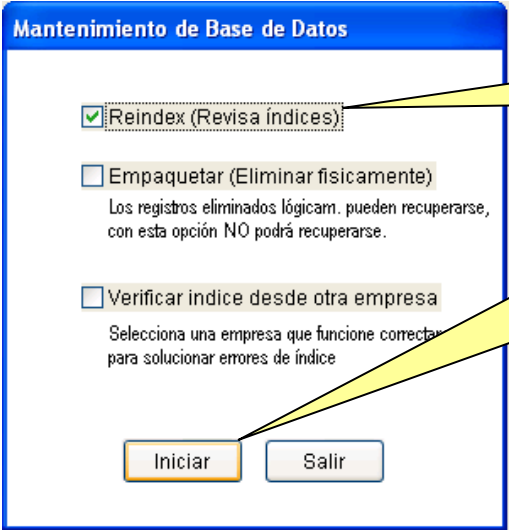 Mantenimiento de Base de Datos
Reindex (Revisa índices)
Empaquetar (Eliminar fisicamente)
Los registros eliminados lógicam. pueden recuperarse,
con esta opción NO podrá recuperarse.
Verificar indice desde otra empresa
Selecciona una empresa que funcione
para solucionar errores de índice
Iniciar
Salir